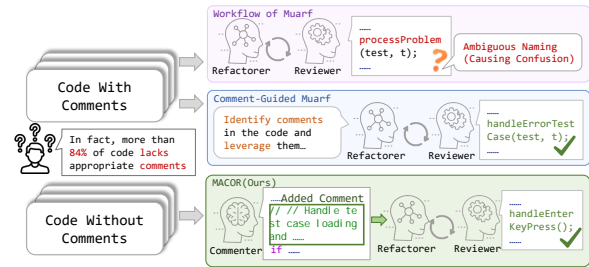 Workflow of Muarf
Refactorer
Reviewer
……
processProblem
(test, t);
……
?
Ambiguous Naming
(Causing Confusion)
Code With
Comments
Comment-Guided Muarf
Identify comments
in the code and
leverage them…
Refactorer
Reviewer
……
handleErrorTest
Case(test, t);
……
? ? ?
In fact, more than
84% of code lacks
appropriate comments
Code Without
Comments
MACOR(Ours)
Commenter
……Added Comment
// // Handle te
st case loading
and ……
if ……
Refactorer
Reviewer
……
handleEnter
KeyPress();
……